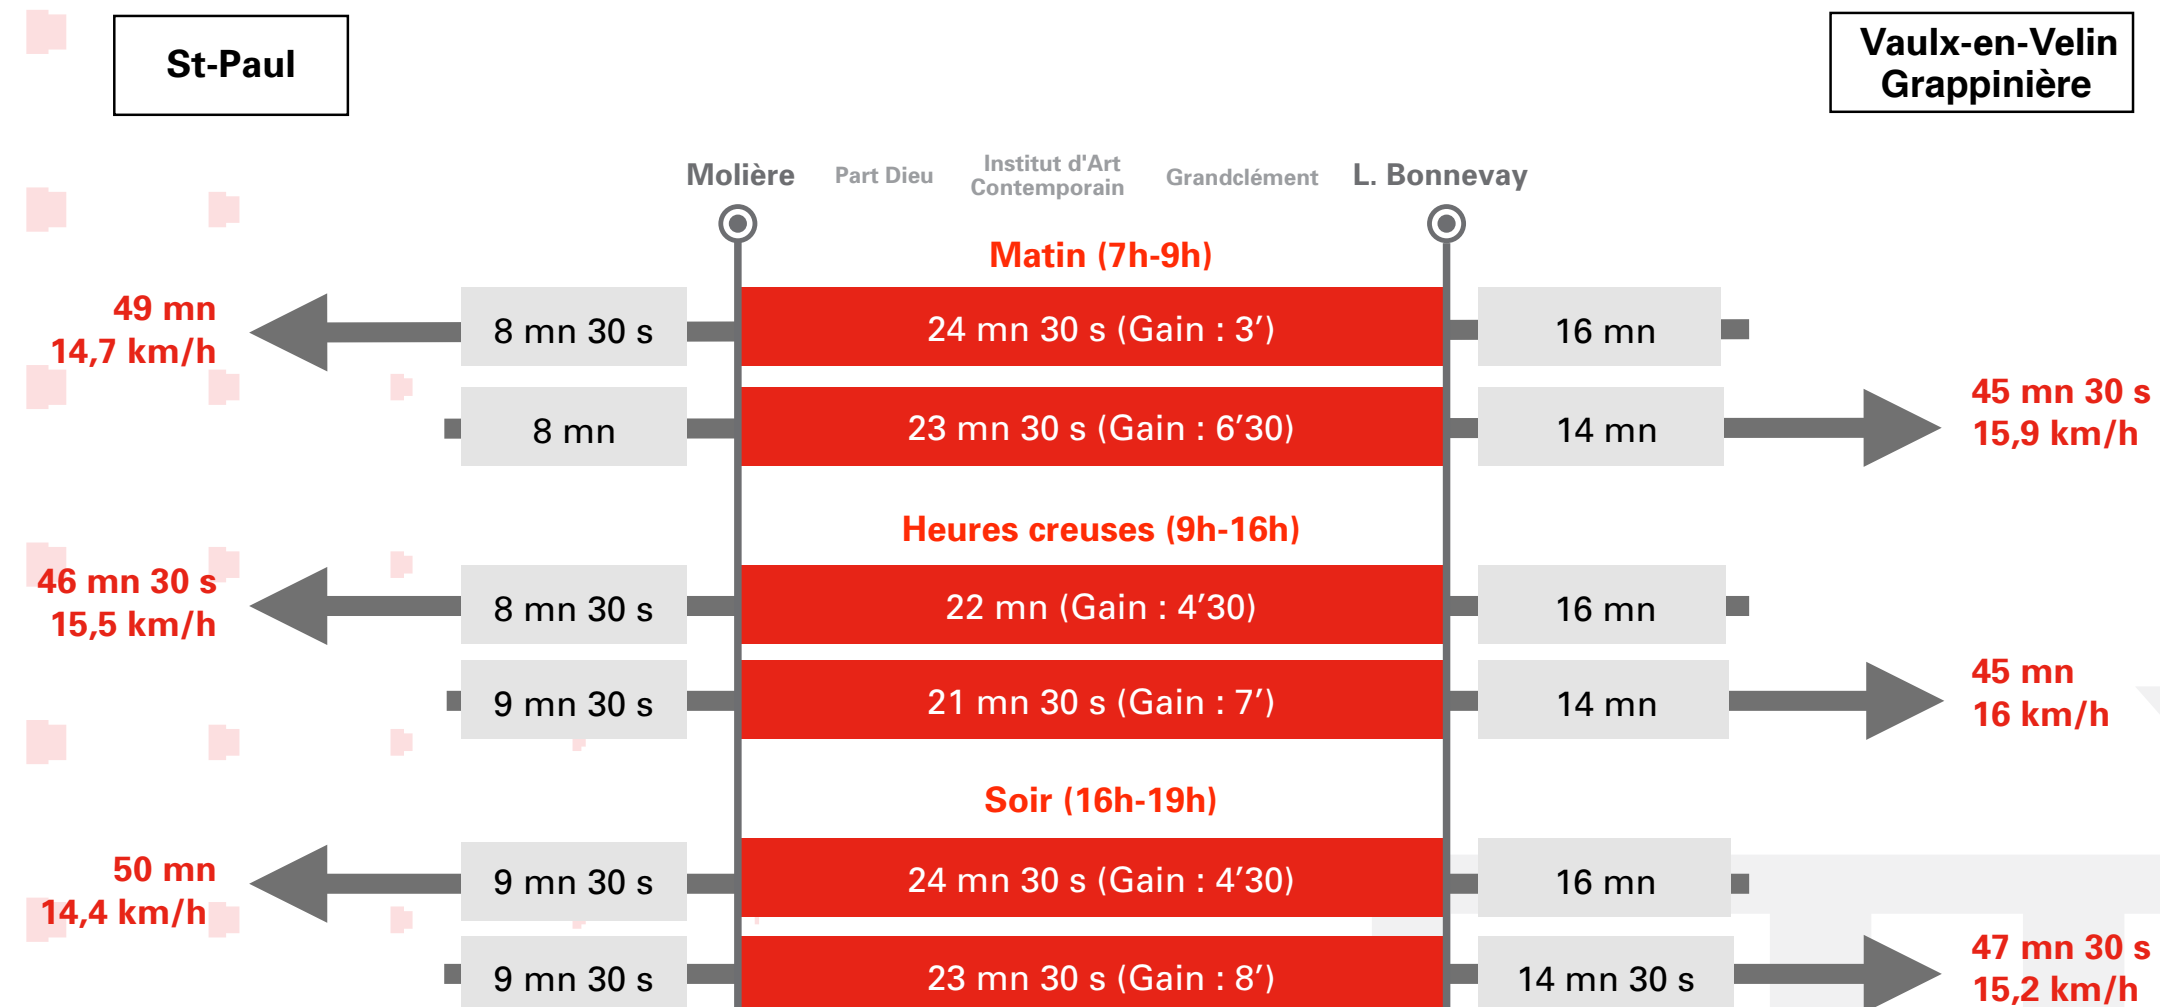 St-Paul
Vaulx-en-Velin
Grappinière
Molière
Part Dieu
Institut d'Art
Contemporain
Grandclément
L. Bonnevay
Matin (7h-9h)
49 mn
14,7 km/h
8 mn 30 s
24 mn 30 s (Gain : 3’)
16 mn
8 mn
23 mn 30 s (Gain : 6’30)
14 mn
45 mn 30 s
15,9 km/h
Heures creuses (9h-16h)
46 mn 30 s
15,5 km/h
8 mn 30 s
22 mn (Gain : 4’30)
16 mn
9 mn 30 s
21 mn 30 s (Gain : 7’)
14 mn
45 mn
16 km/h
Soir (16h-19h)
50 mn
14,4 km/h
9 mn 30 s
24 mn 30 s (Gain : 4’30)
16 mn
9 mn 30 s
23 mn 30 s (Gain : 8’)
14 mn 30 s
47 mn 30 s
15,2 km/h